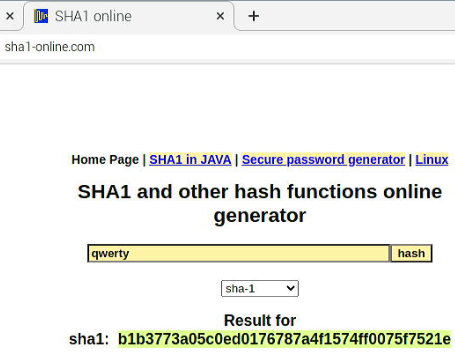 SHA1 online
sha1-online.com
Home Page | SHA1 in JAVA | Secure password generator | Linux
SHA1 and other hash functions online
generator
qwerty hash
sha-1
Result for
sha1: b1b3773a05c0ed0176787a4f1574ff0075f7521e